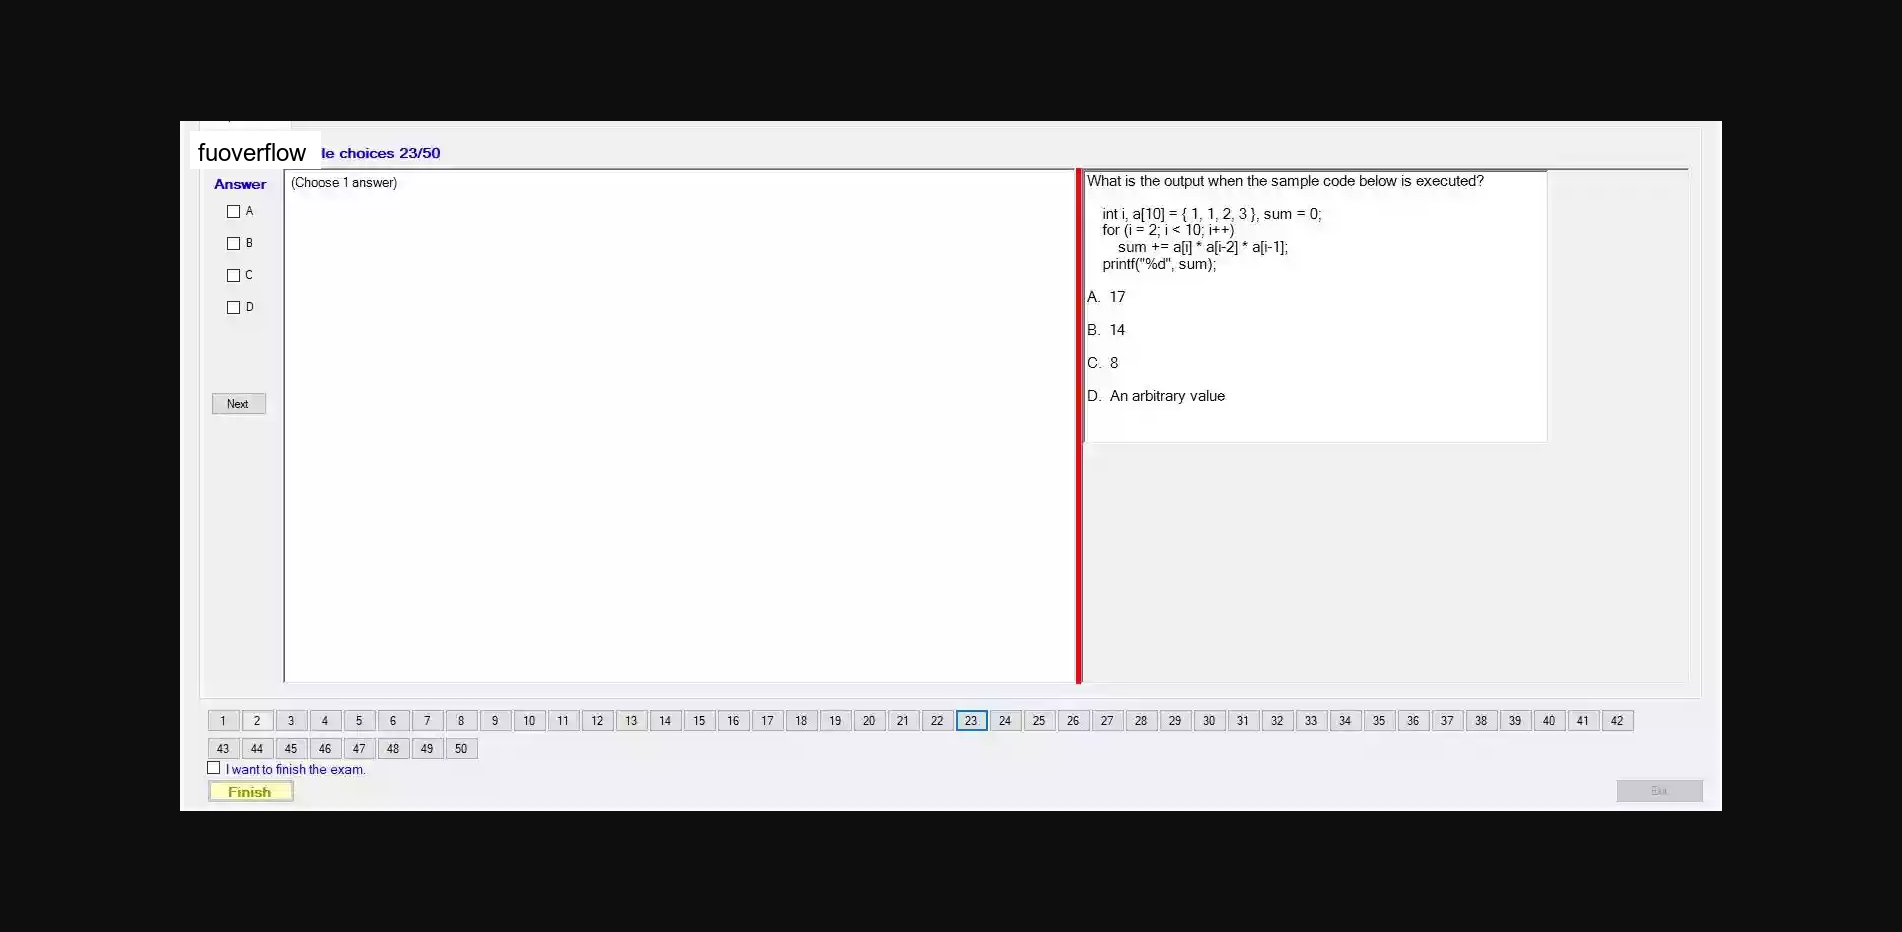 fuoverflow
le choices 23/50
Answer
(Choose 1 answer)
A
B
C
D
Next
What is the output when the sample code below is executed?
int i, a[10] = { 1, 1, 2, 3 }, sum = 0;
for (i = 2; i < 10; i++)
sum += a[i] * a[i-2] * a[i-1];
printf("%d", sum);
A. 17
B. 14
C. 8
D. An arbitrary value
1 2 3 4 5 6 7 8 9 10 11 12 13 14 15 16 17 18 19 20 21 22 23 24 25 26 27 28 29 30 31 32 33 34 35 36 37 38 39 40 41 42
43 44 45 46 47 48 49 50
I want to finish the exam.
Finish
Exit